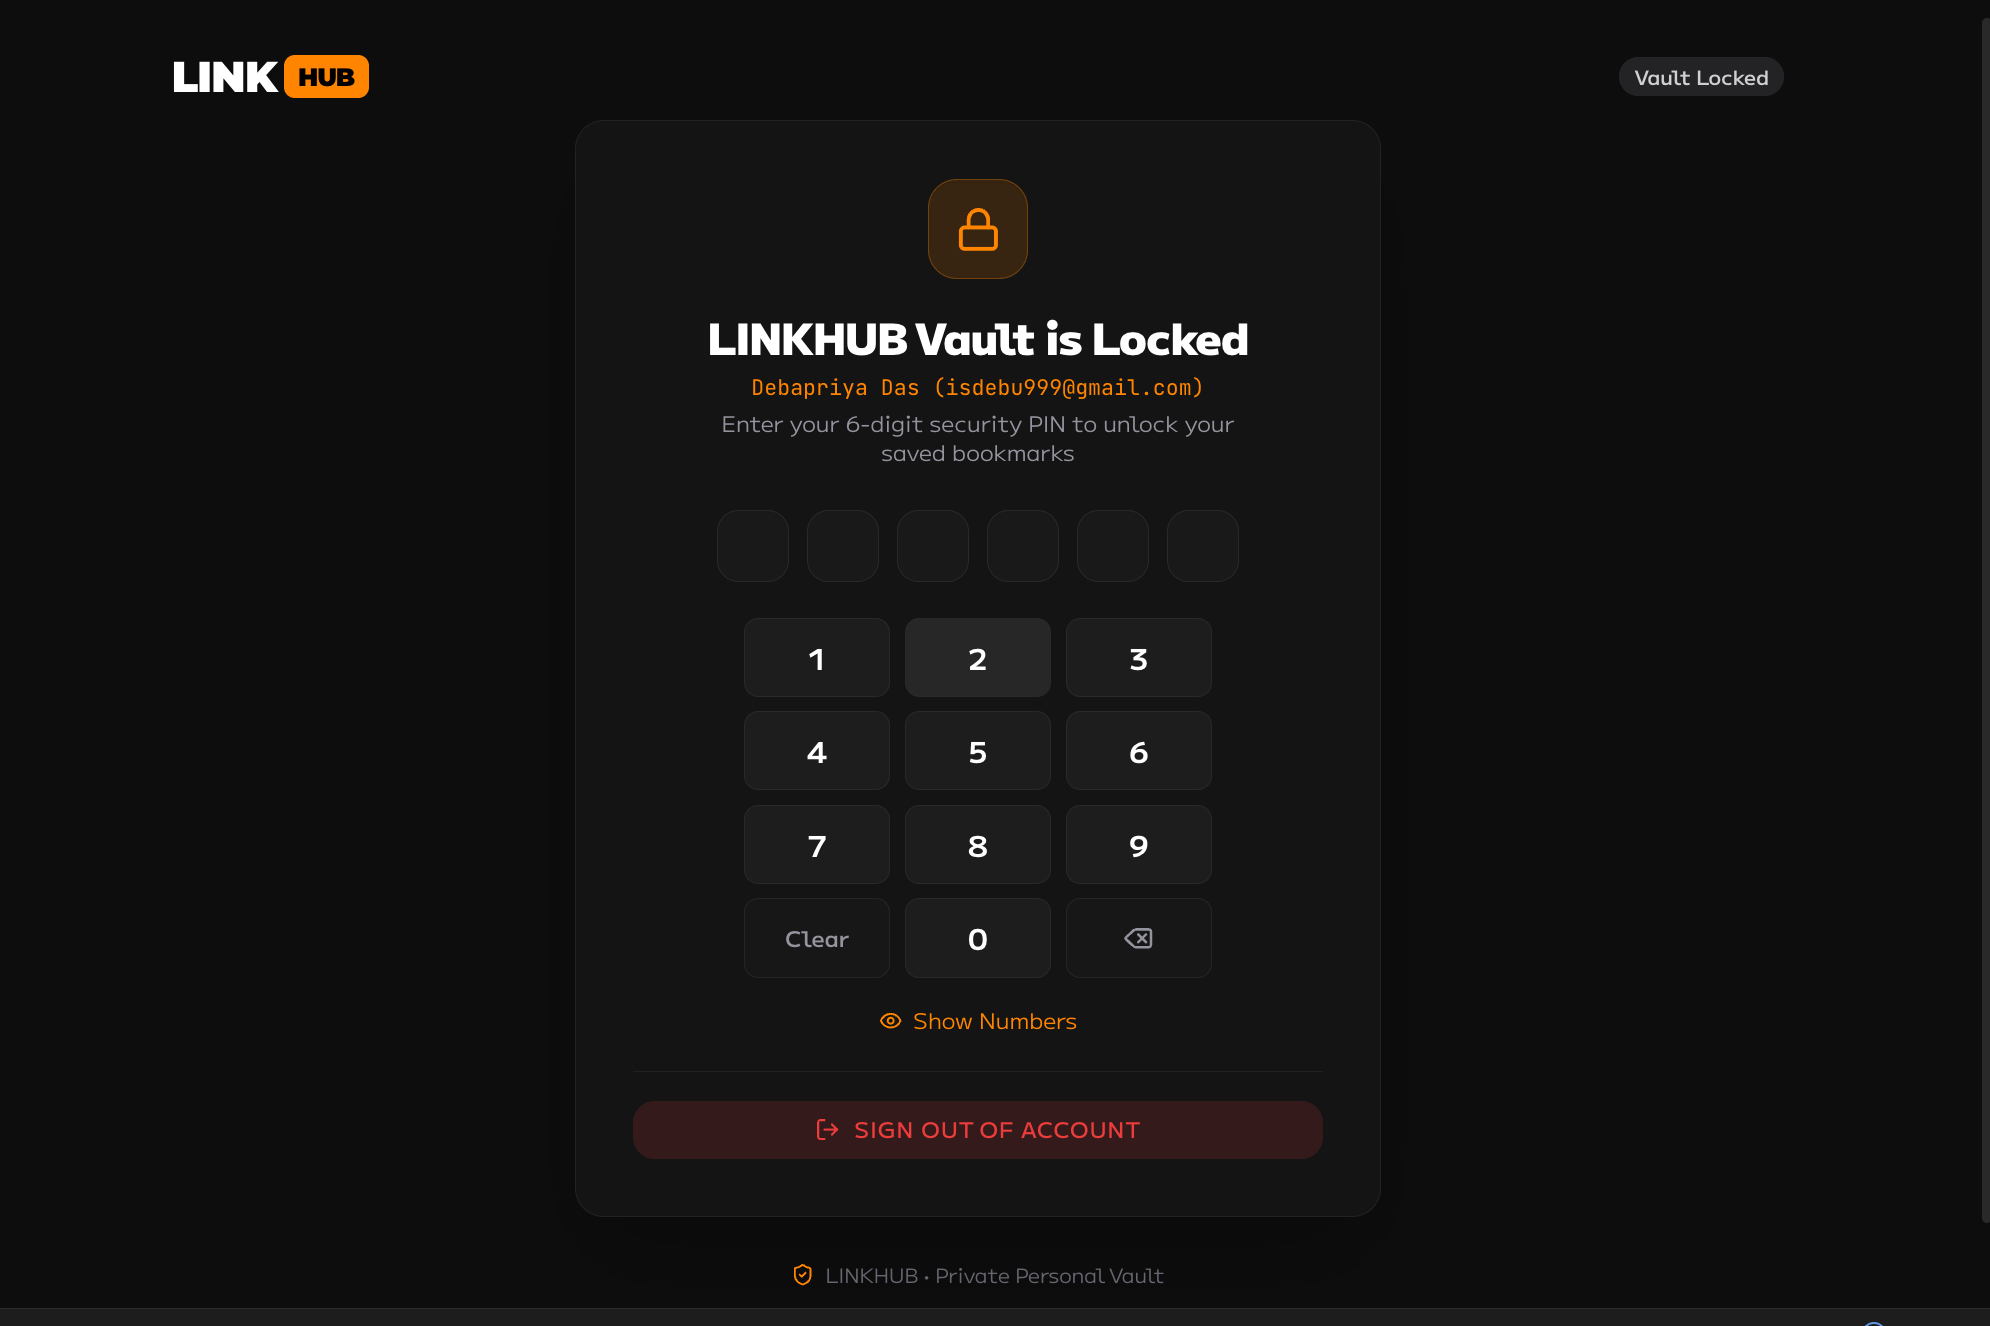 LINK HUB
Vault Locked
LINKHUB Vault is Locked
Debapriya Das (isdebu999@gmail.com)
Enter your 6-digit security PIN to unlock your
saved bookmarks
1 2 3
4 5 6
7 8 9
Clear 0
Show Numbers
SIGN OUT OF ACCOUNT
LINKHUB • Private Personal Vault